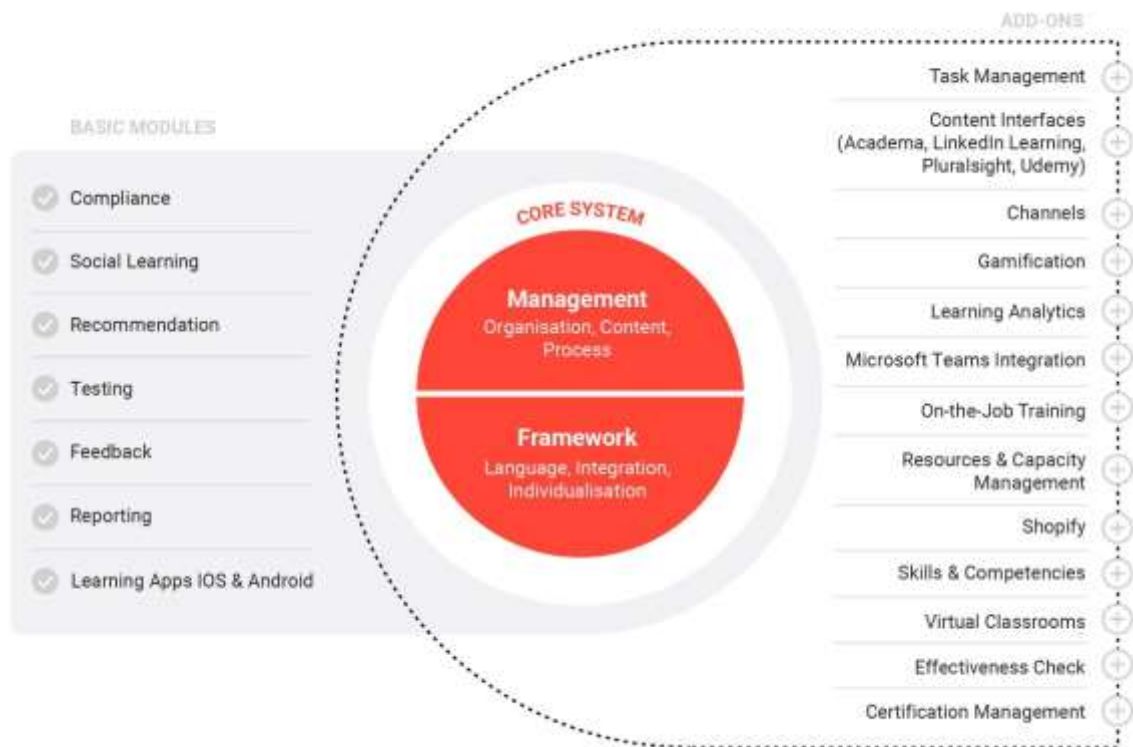 ADD-ONS
BASIC MODULES
Compliance
Social Learning
Recommendation
Testing
Feedback
Reporting
Learning Apps IOS & Android
CORE SYSTEM
Management
Organisation, Content,
Process
Framework
Language, Integration,
Individualisation
Task Management
Content Interfaces
(Academa, LinkedIn Learning,
Pluralsight, Udemy)
Channels
Gamification
Learning Analytics
Microsoft Teams Integration
On-the-Job Training
Resources & Capacity
Management
Shopify
Skills & Competencies
Virtual Classrooms
Effectiveness Check
Certification Management